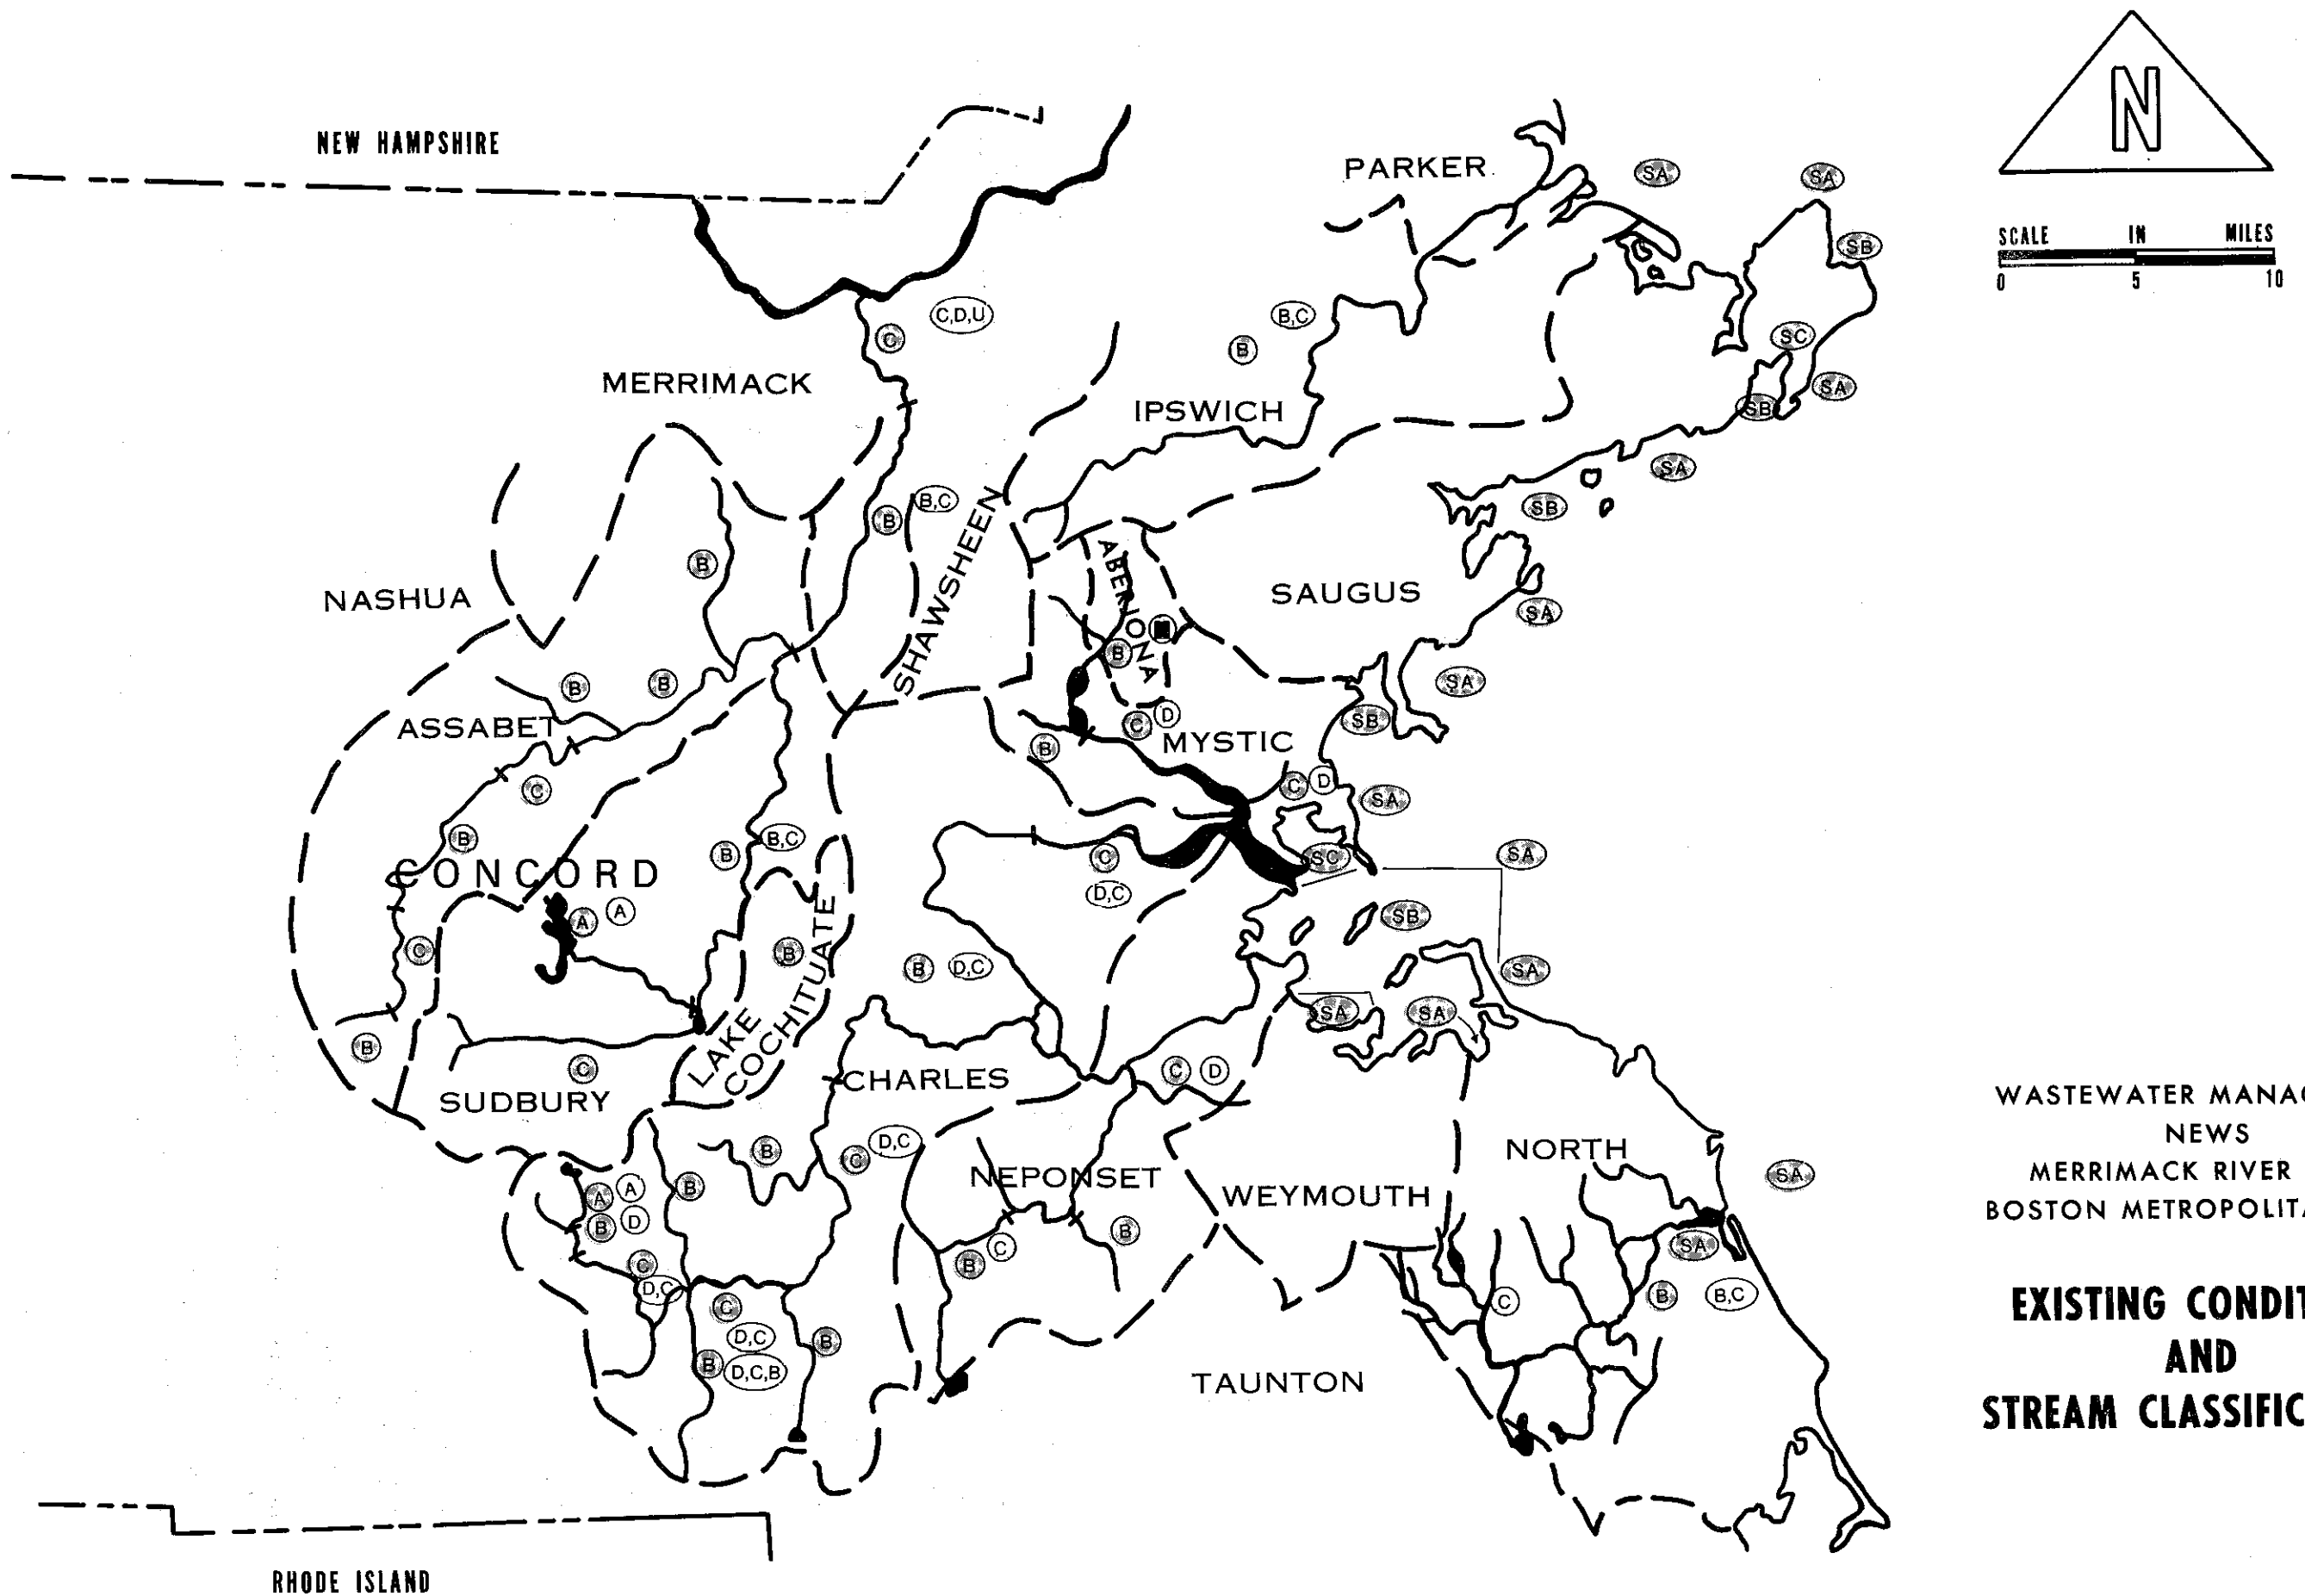 N
NEW HAMPSHIRE
PARKER
SA
SA
SCALE IN MILES
0 5 10
SB
C,D,U
B,C
C
B
SC
MERRIMACK
SA
IPSWICH
SB
SA
B,C
B
SB
SHAWSHEEN
ABERJONA
B
NASHUA
SAUGUS
SA
B
B
B
SA
ASSABET
C
D
SB
B
MYSTIC
C
C
D
SA
B
B
B,C
C
SC
SA
CONCORD
D,C
A
A
SB
C
B
B
D,C
SA
LAKE
COCHITUATE
SA
SA
B
C
C
D
CHARLES
SUDBURY
WASTEWATER MANAG
NEWS
MERRIMACK RIVER
BOSTON METROPOLITA
D,C
B
C
NORTH
NEPONSET
SA
A
A
B
WEYMOUTH
B
D
B
C
B
SA
C
D,C
C
C
B
B,C
EXISTING CONDIT
AND
STREAM CLASSIFIC
D,C
B
B
D,C,B
TAUNTON
RHODE ISLAND